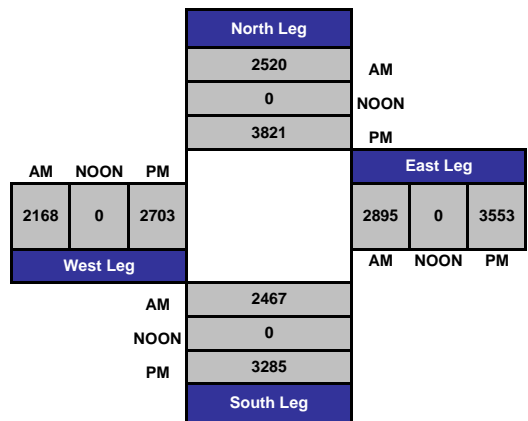 North Leg
2520 AM
0 NOON
3821 PM
AM NOON PM
East Leg
2168 0 2703
2895 0 3553
West Leg
AM NOON PM
AM 2467
NOON 0
PM 3285
South Leg